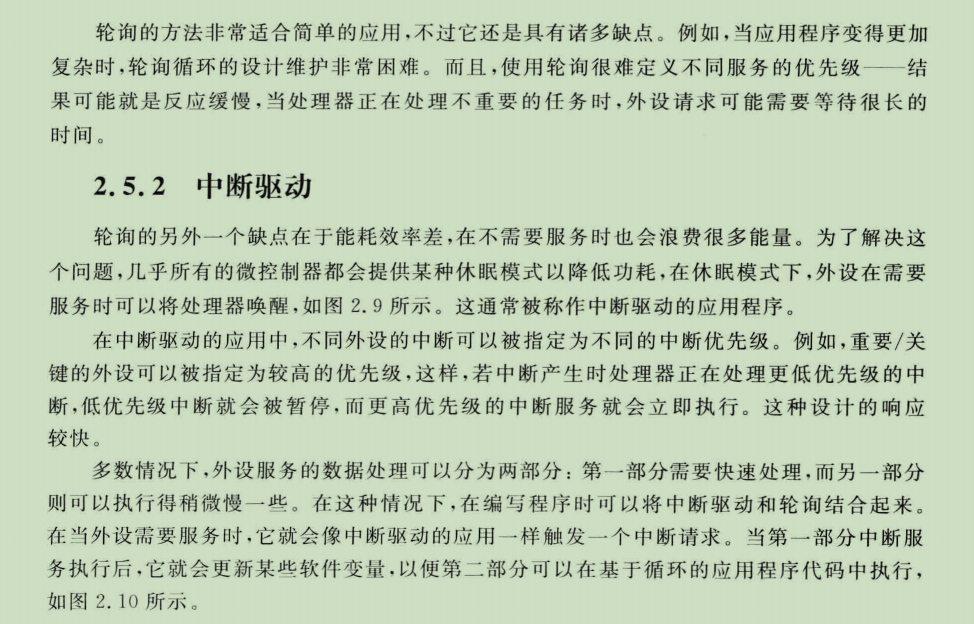 轮询的方法非常适合简单的应用,不过它还是具有诸多缺点。例如,当应用程序变得更加
复杂时,轮询循环的设计维护非常困难。而且,使用轮询很难定义不同服务的优先级——结
果可能就是反应缓慢,当处理器正在处理不重要的任务时,外设请求可能需要等待很长的
时间。
2.5.2 中断驱动
轮询的另外一个缺点在于能耗效率差,在不需要服务时也会浪费很多能量。为了解决这
个问题,几乎所有的微控制器都会提供某种休眠模式以降低功耗,在休眠模式下,外设在需要
服务时可以将处理器唤醒,如图 2.9 所示。这通常被称作中断驱动的应用程序。
在中断驱动的应用中,不同外设的中断可以被指定为不同的中断优先级。例如,重要/关
键的外设可以被指定为较高的优先级,这样,若中断产生时处理器正在处理更低优先级的中
断,低优先级中断就会被暂停,而更高优先级的中断服务就会立即执行。这种设计的响应
较快。
多数情况下,外设服务的数据处理可以分为两部分:第一部分需要快速处理,而另一部分
则可以执行得稍微慢一些。在这种情况下,在编写程序时可以将中断驱动和轮询结合起来。
在当外设需要服务时,它就会像中断驱动的应用一样触发一个中断请求。当第一部分中断服
务执行后,它就会更新某些软件变量,以便第二部分可以在基于循环的应用程序代码中执行,
如图 2.10 所示。